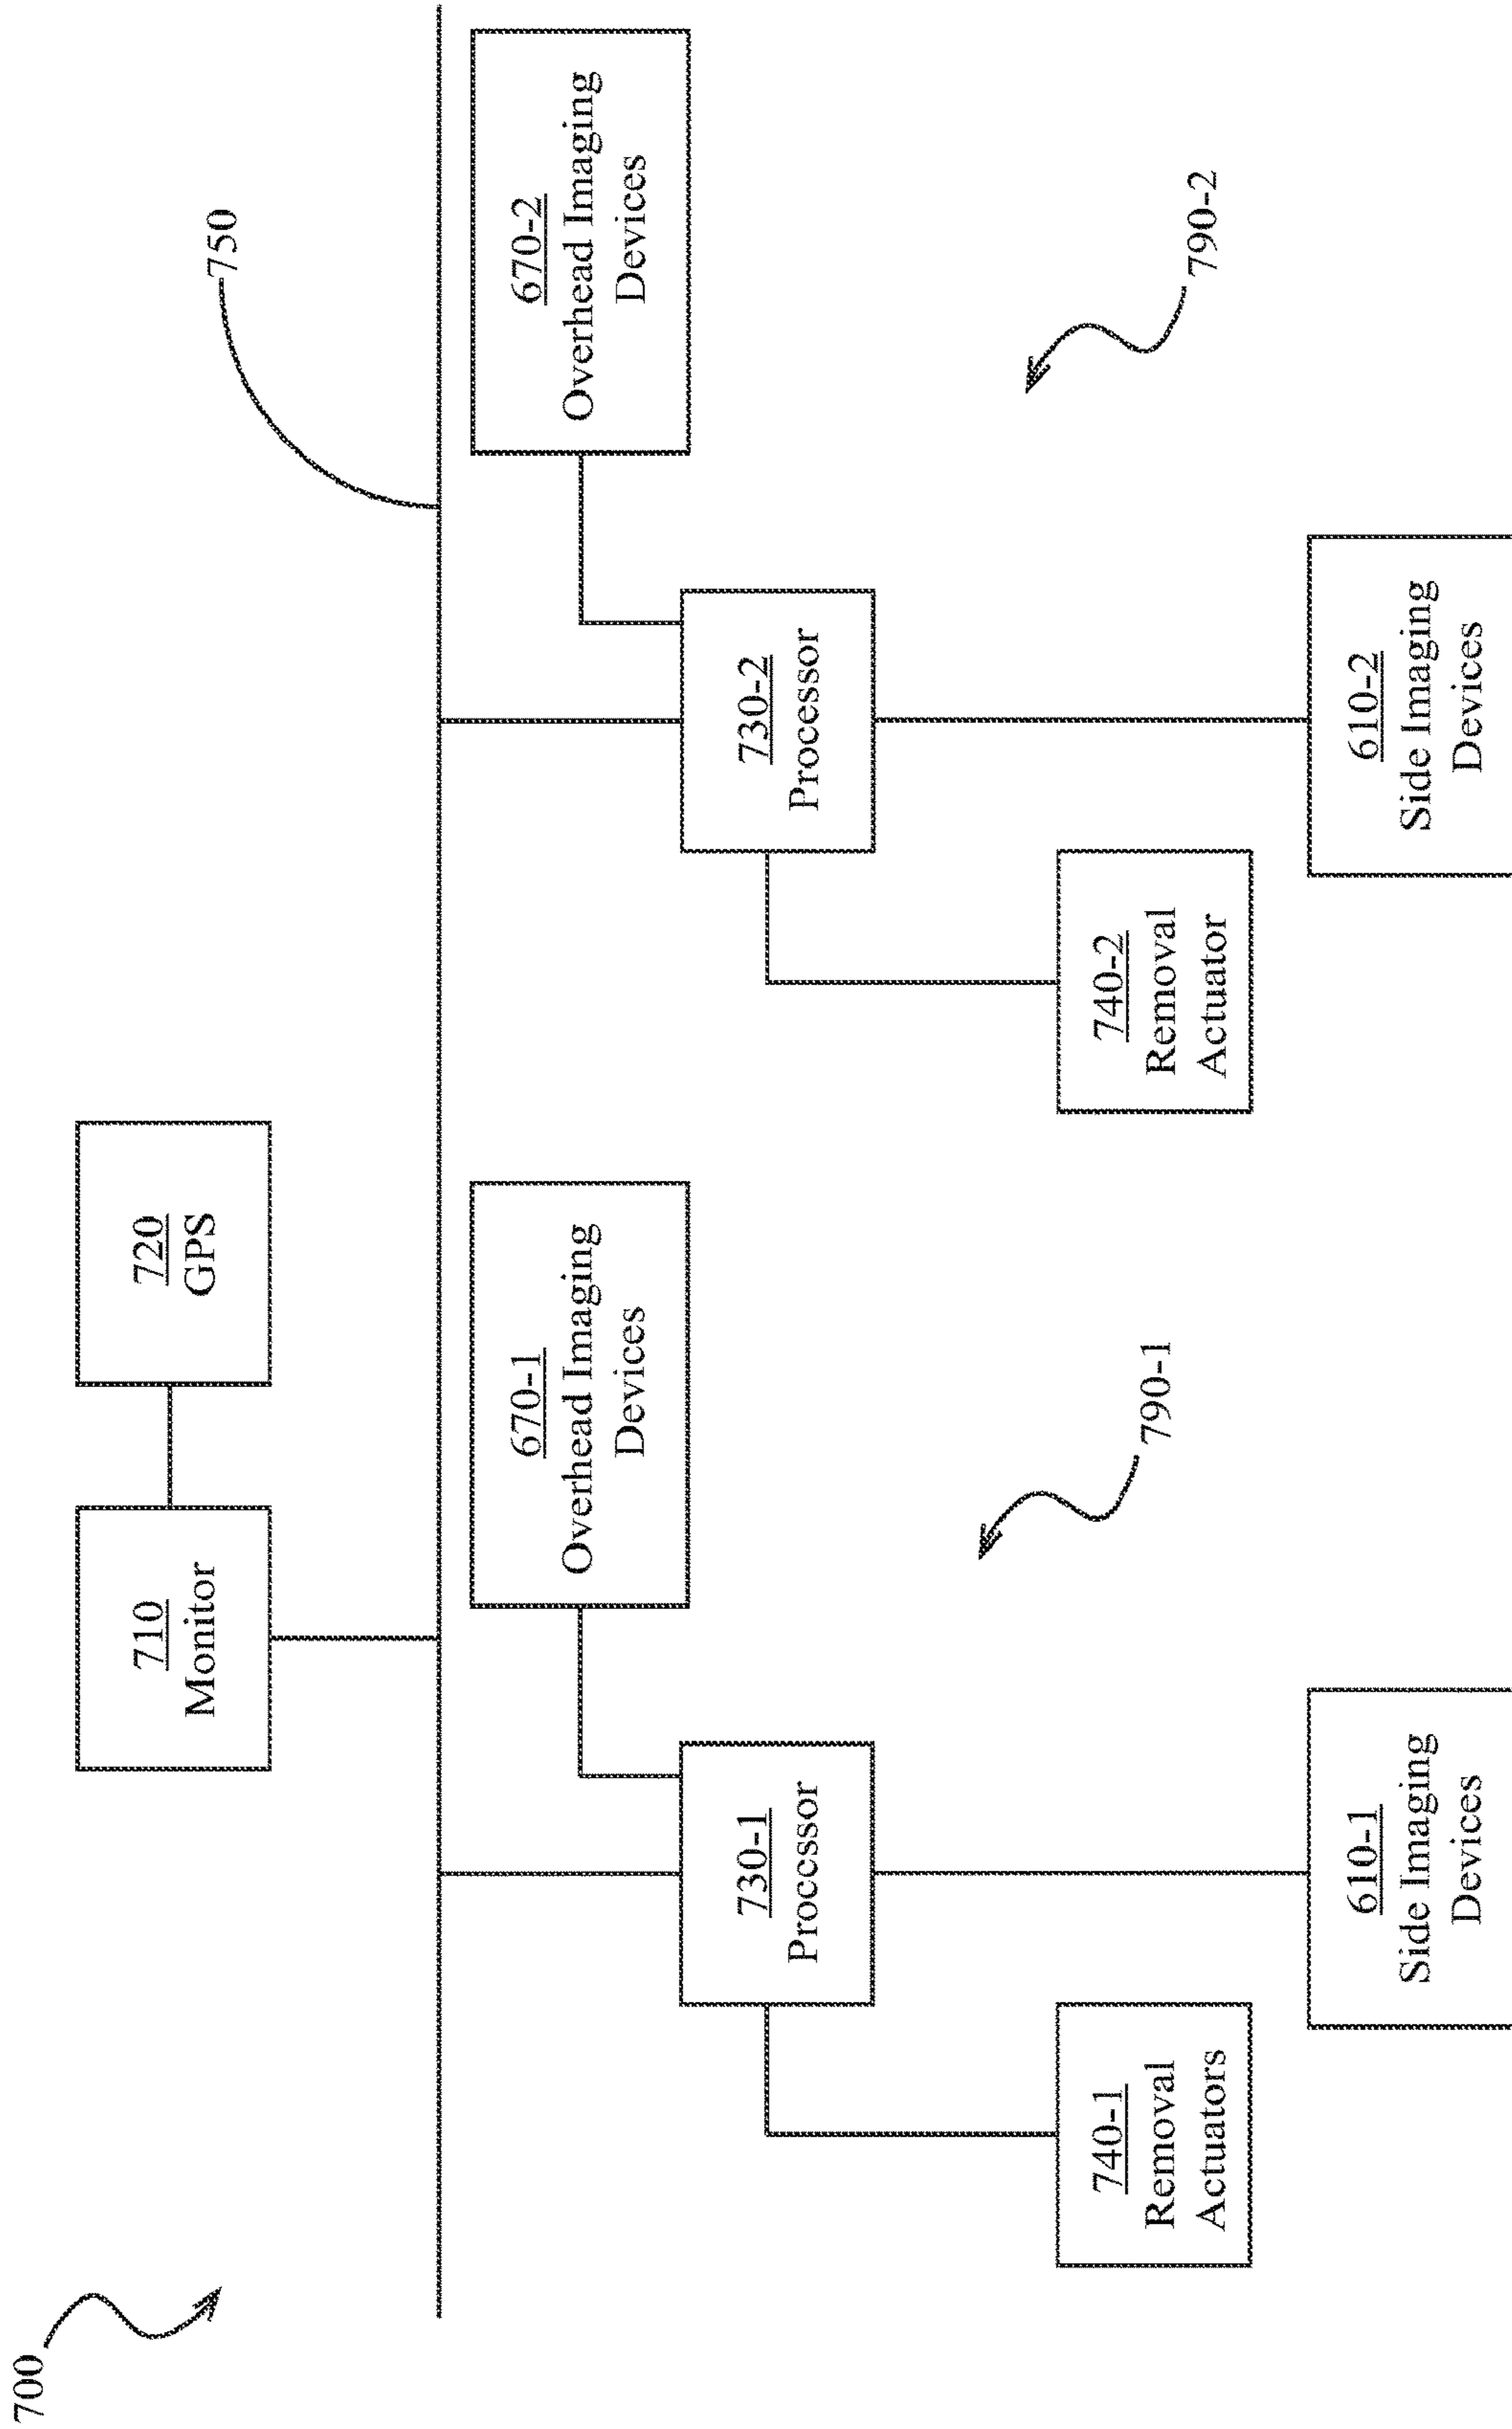 700
710
Monitor
720
GPS
750
670-1
Overhead Imaging
Devices
670-2
Overhead Imaging
Devices
730-1
Processor
730-2
Processor
790-1
790-2
740-1
Removal
Actuators
740-2
Removal
Actuator
610-1
Side Imaging
Devices
610-2
Side Imaging
Devices